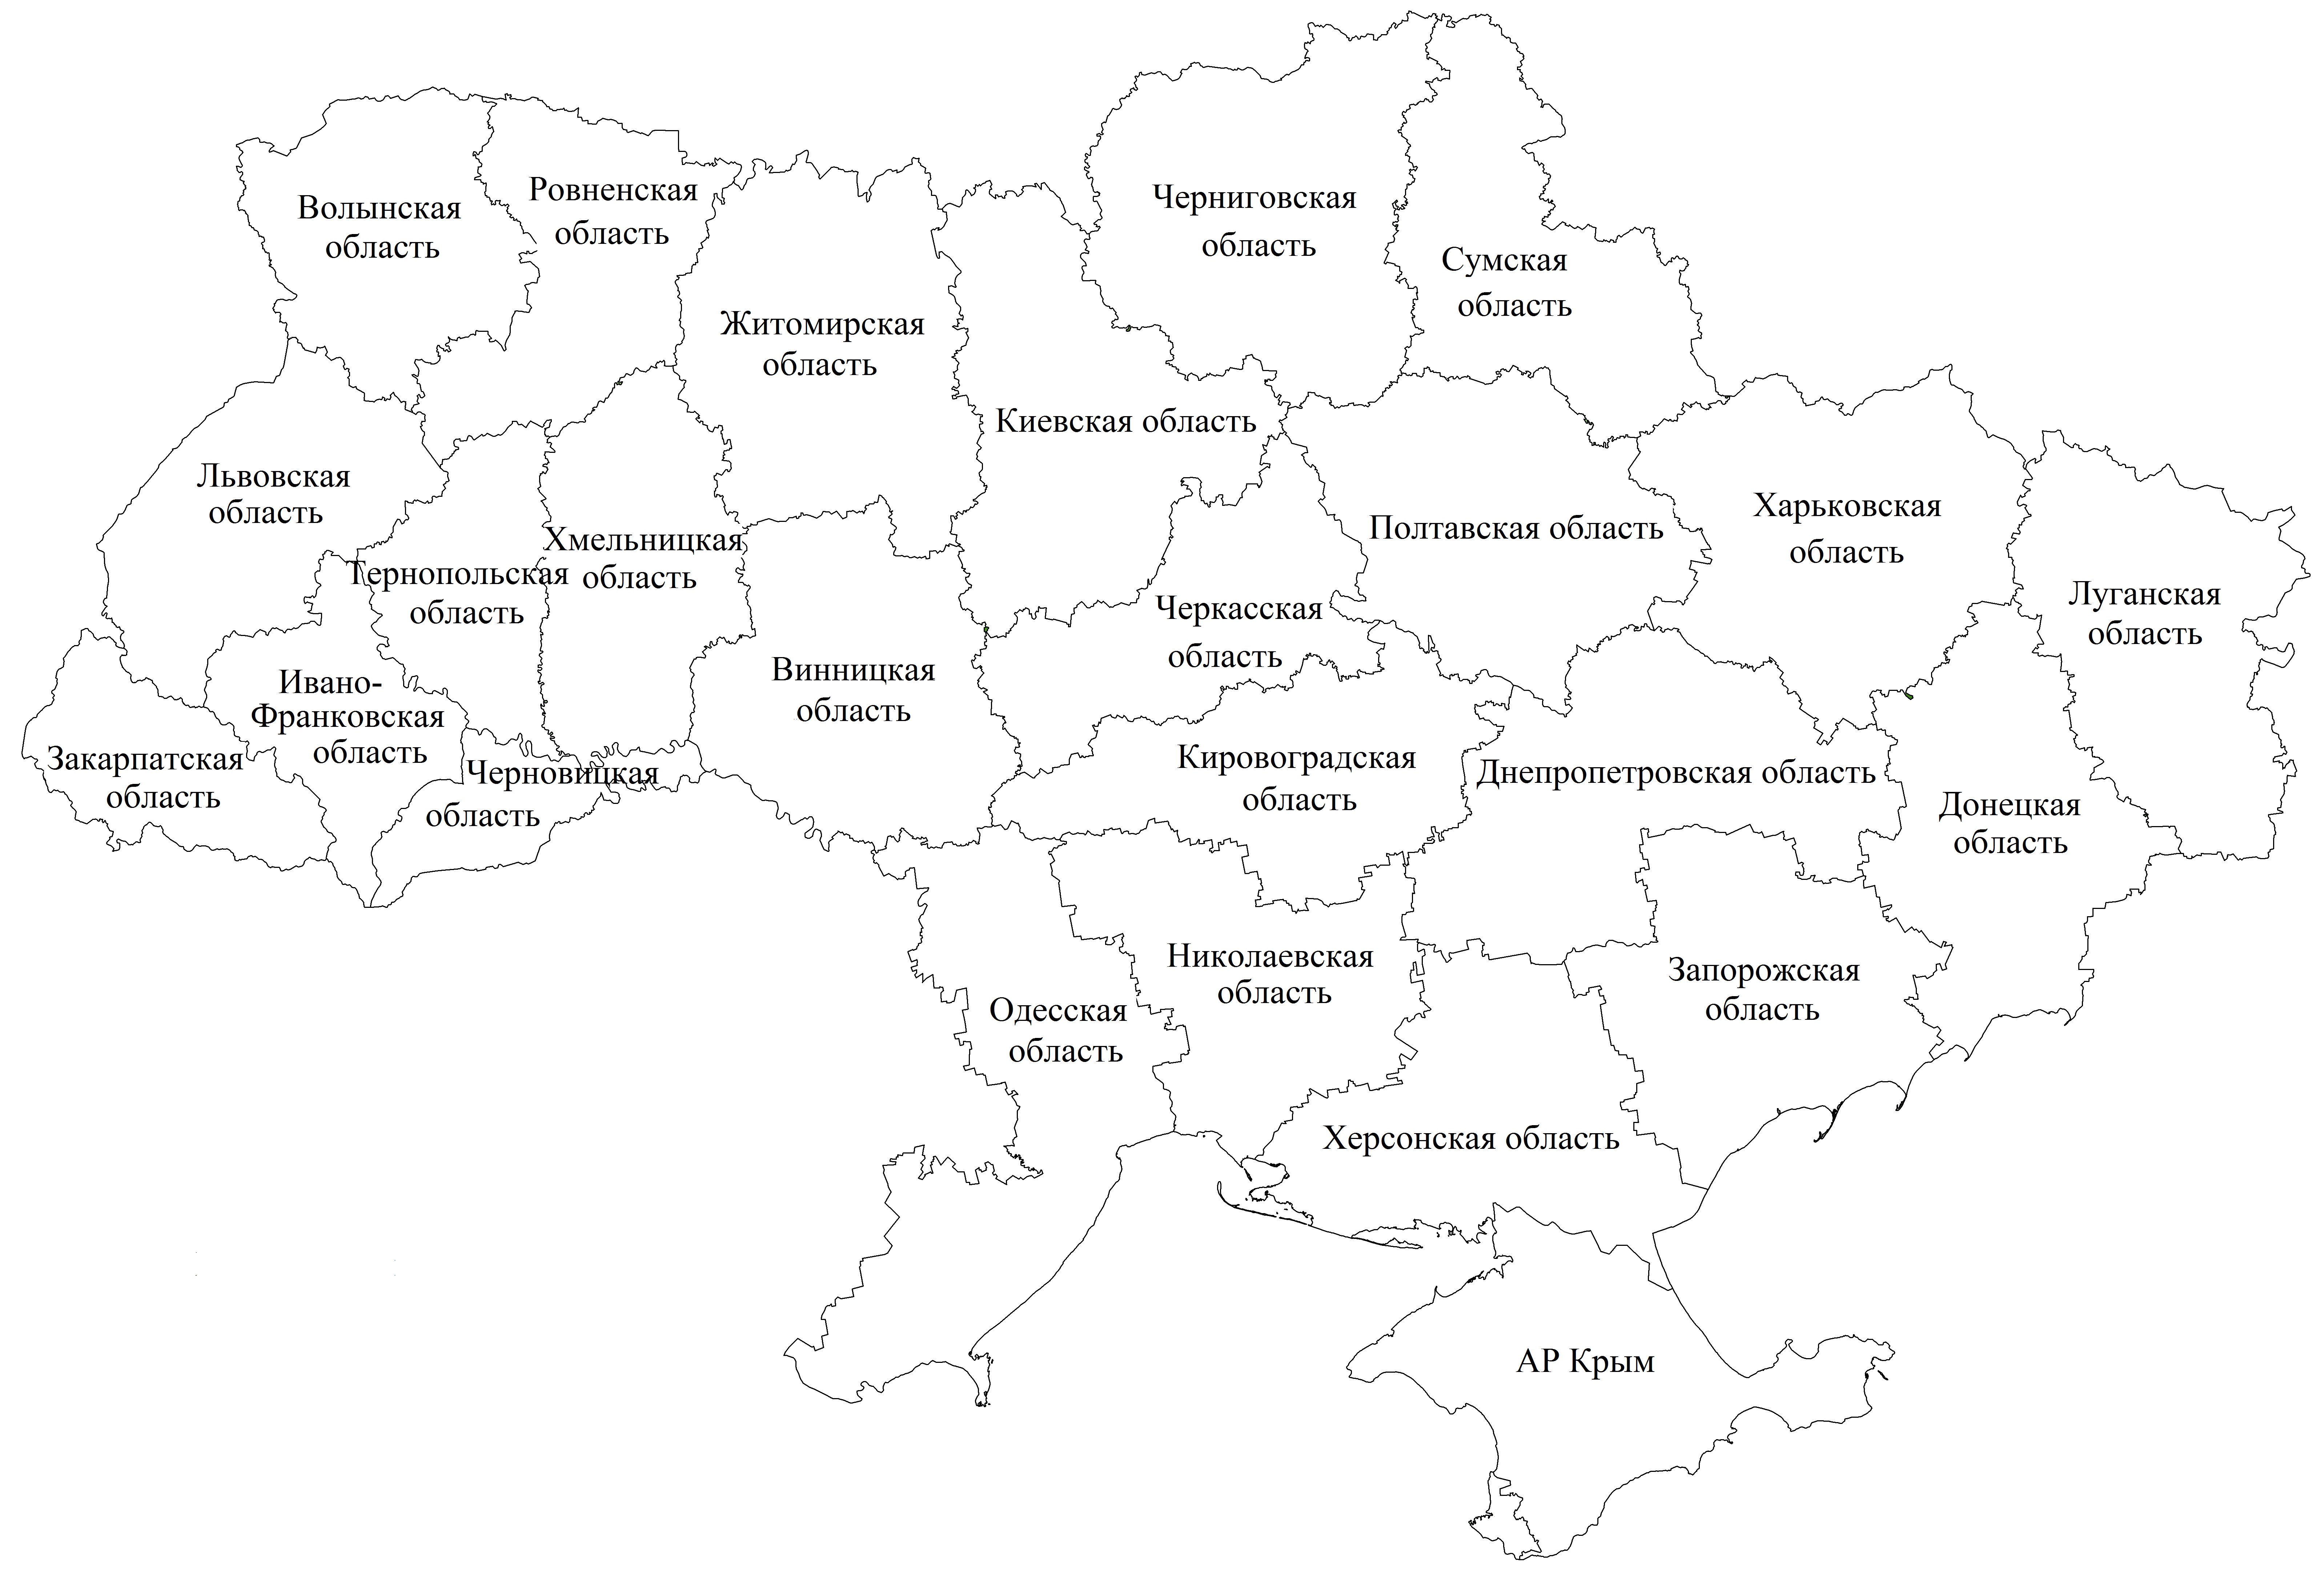 Волынская
область
Ровненская
область
Житомирская
область
Черниговская
область
Сумская
область
Киевская область
Львовская
область
Тернопольская
область
Хмельницкая
область
Полтавская область
Харьковская
область
Луганская
область
Черкасская
область
Винницкая
область
Ивано-
Франковская
область
Закарпатская
область
Черновицкая
область
Кировоградская
область
Днепропетровская область
Донецкая
область
Одесская
область
Николаевская
область
Запорожская
область
Херсонская область
АР Крым